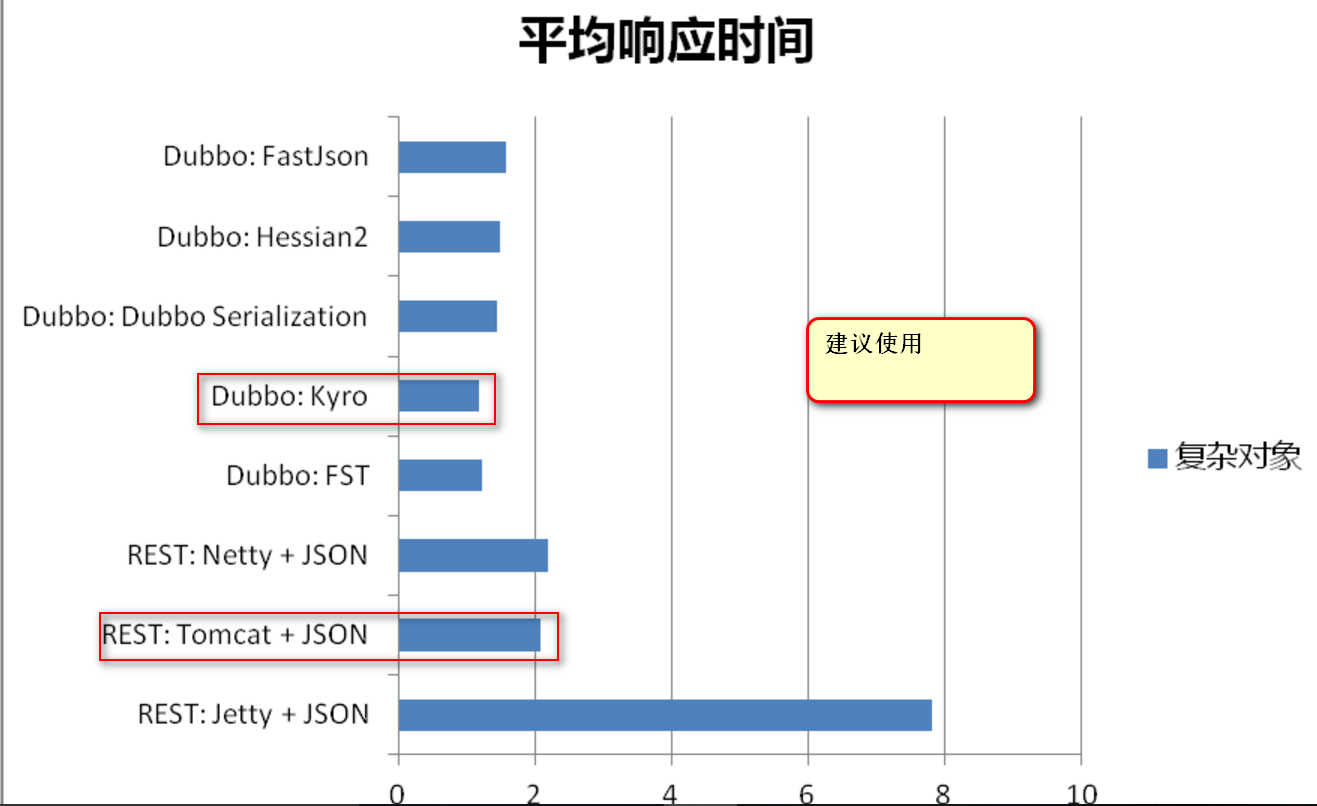 平均响应时间
Dubbo: FastJson
Dubbo: Hessian2
Dubbo: Dubbo Serialization
建议使用
Dubbo: Kyro
复杂对象
Dubbo: FST
REST: Netty + JSON
REST: Tomcat + JSON
REST: Jetty + JSON
0 2 4 6 8 10